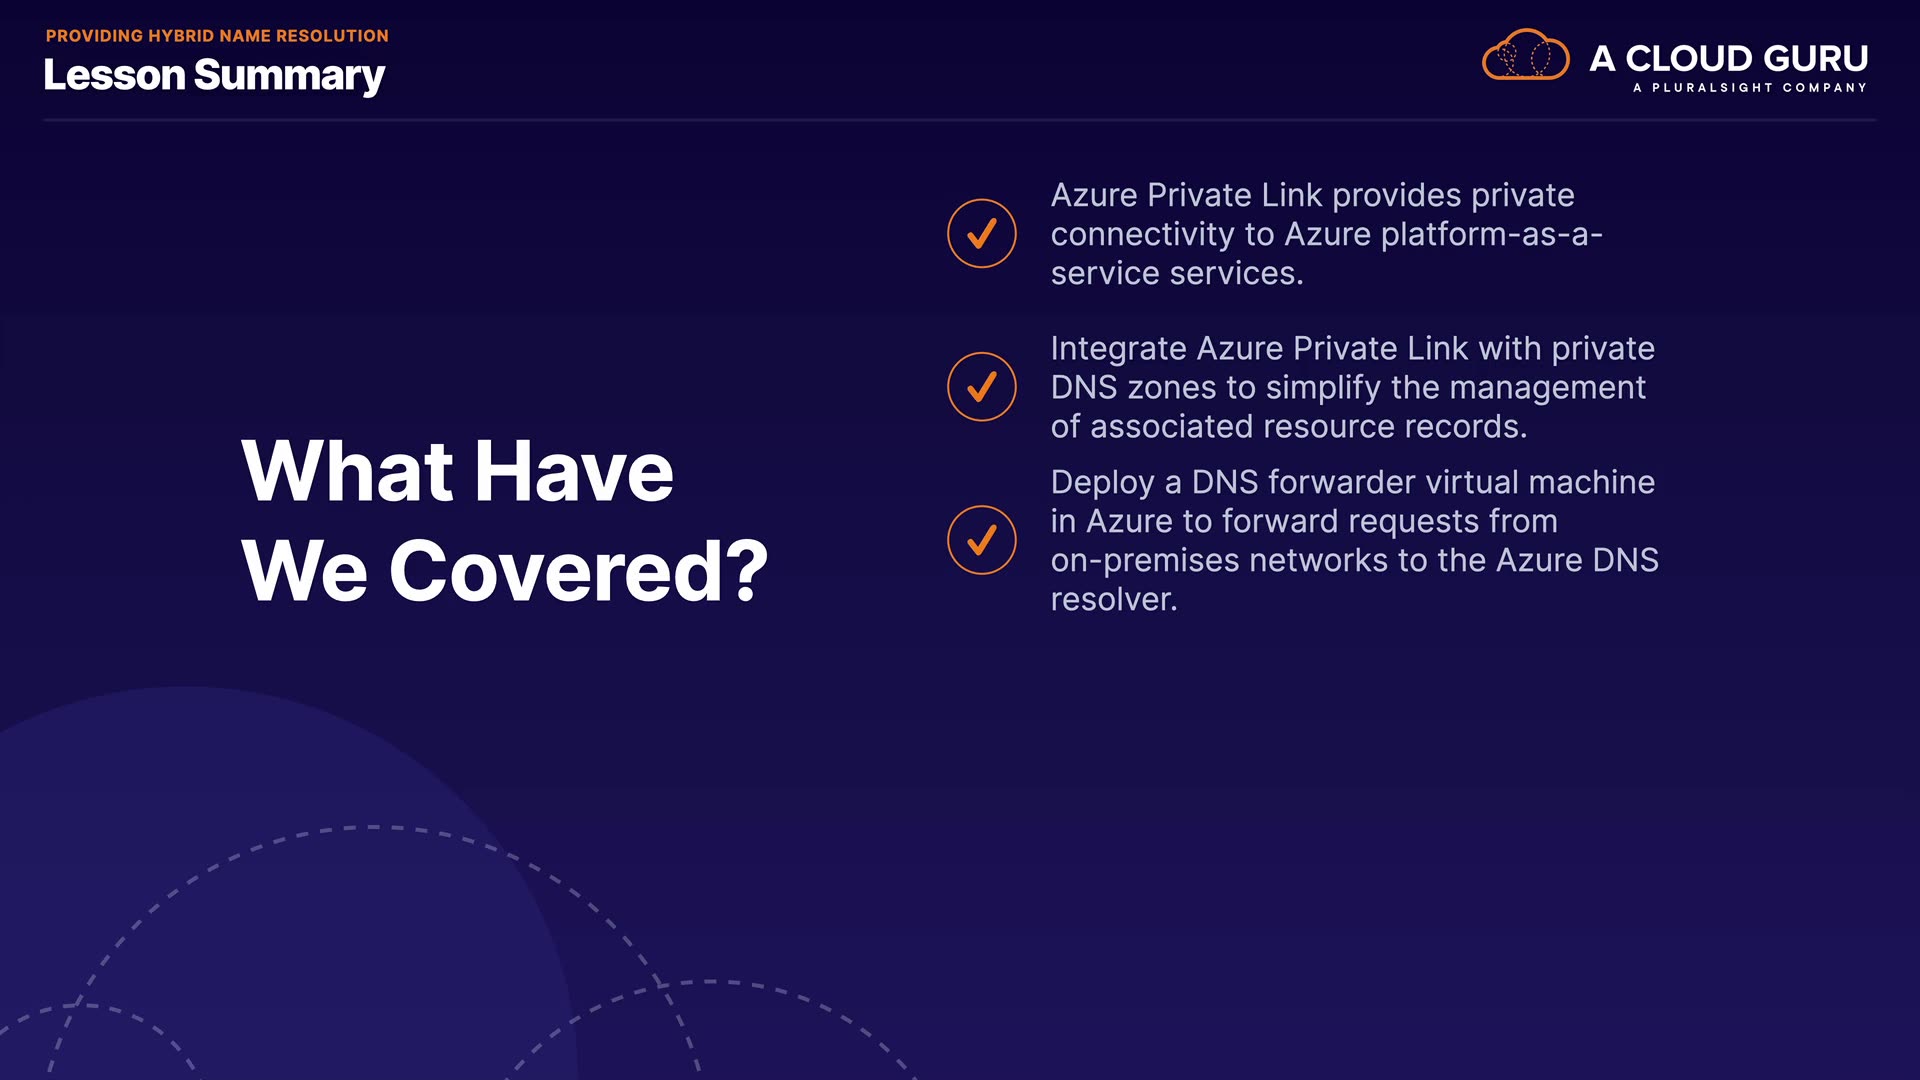 PROVIDING HYBRID NAME RESOLUTION
Lesson Summary
A CLOUD GURU
A PLURALSIGHT COMPANY
What Have
We Covered?
Azure Private Link provides private
connectivity to Azure platform-as-a-
service services.
Integrate Azure Private Link with private
DNS zones to simplify the management
of associated resource records.
Deploy a DNS forwarder virtual machine
in Azure to forward requests from
on-premises networks to the Azure DNS
resolver.